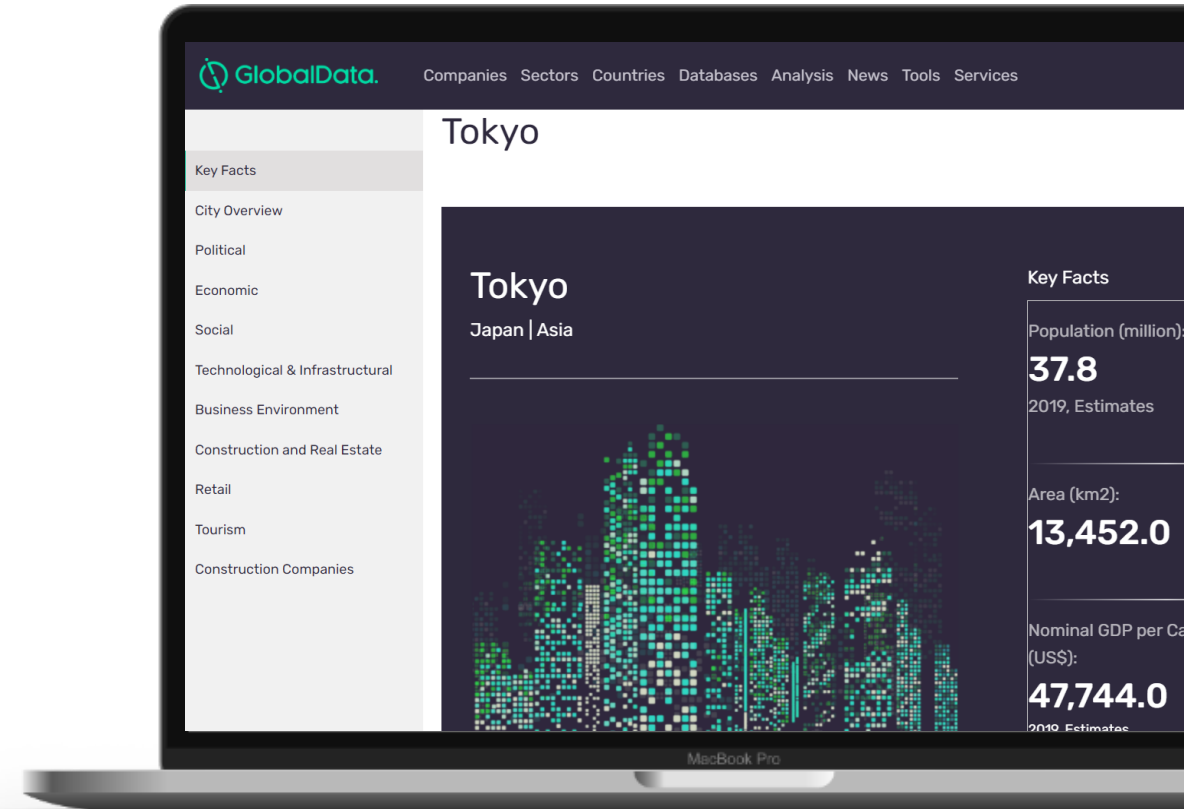 GlobalData.
Companies Sectors Countries Databases Analysis News Tools Services
Tokyo
Key Facts
City Overview
Political
Economic
Social
Technological & Infrastructural
Business Environment
Construction and Real Estate
Retail
Tourism
Construction Companies
Tokyo
Japan | Asia
Key Facts
Population (million):
37.8
2019, Estimates
Area (km2):
13,452.0
Nominal GDP per Ca
(US$):
47,744.0
2019, Estimates
MacBook Pro